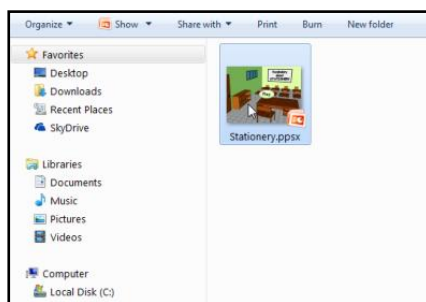 Organize Show Share with Print Burn New folder
Favorites
Desktop
Downloads
Recent Places
SkyDrive
Stationery.ppsx
Libraries
Documents
Music
Pictures
Videos
Computer
Local Disk (C:)